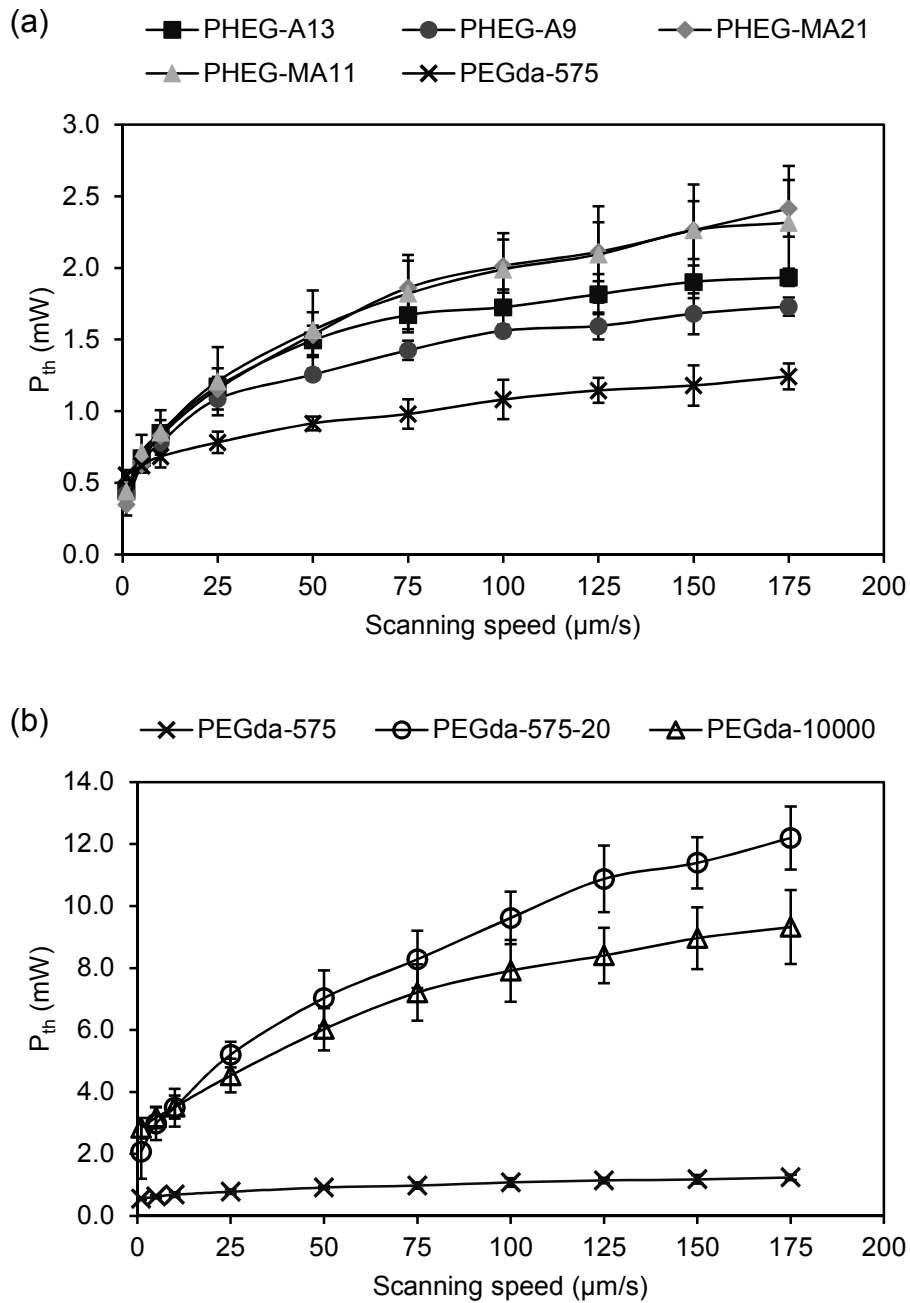 (a)
PHEG-A13 PHEG-A9 PHEG-MA21
PHEG-MA11 PEGda-575
3.0
2.5
2.0
1.5
1.0
0.5
0.0
P_th (mW)
0 25 50 75 100 125 150 175 200
Scanning speed (µm/s)
(b)
PEGda-575 PEGda-575-20 PEGda-10000
14.0
12.0
10.0
8.0
6.0
4.0
2.0
0.0
P_th (mW)
0 25 50 75 100 125 150 175 200
Scanning speed (µm/s)